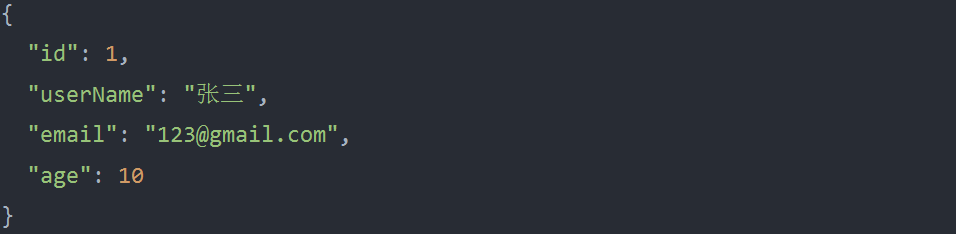 {
  "id": 1,
  "userName": "张三",
  "email": "123@gmail.com",
  "age": 10
}